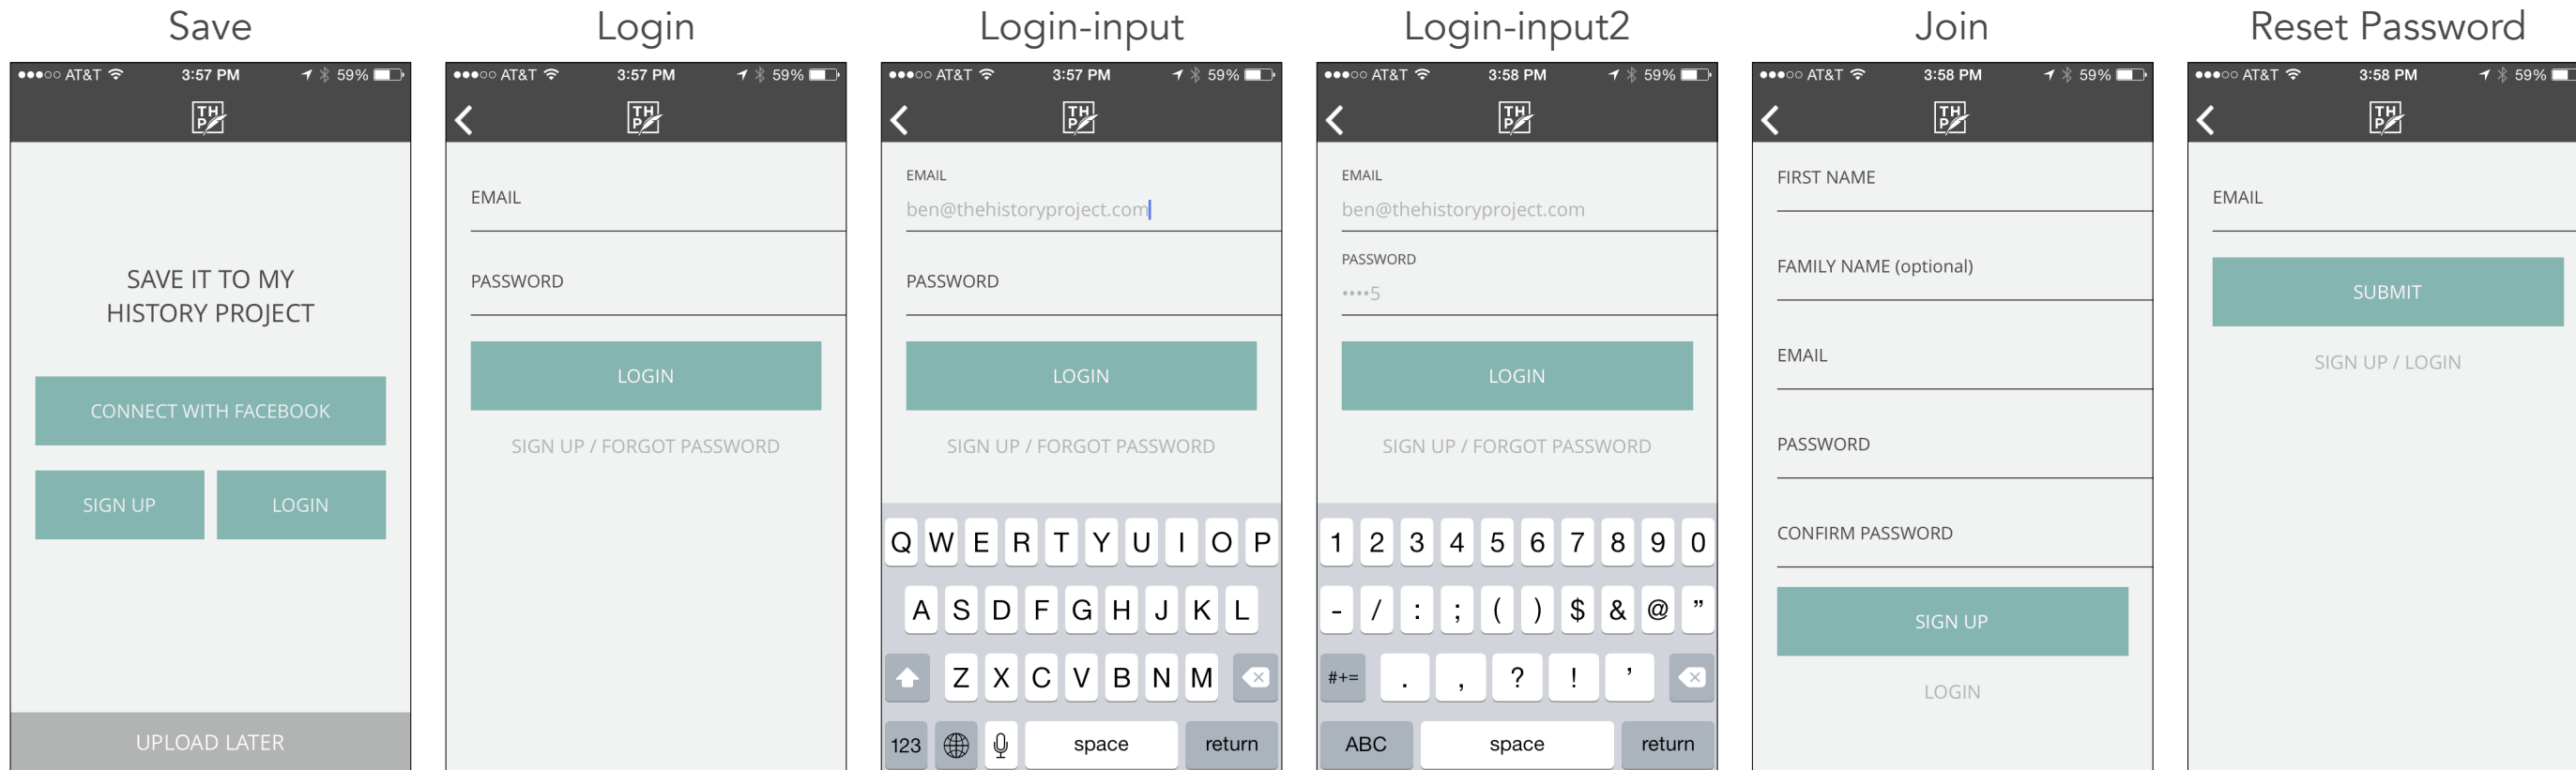 Save
●●●○○ AT&T 3:57 PM 59%
TH
P
SAVE IT TO MY
HISTORY PROJECT
CONNECT WITH FACEBOOK
SIGN UP LOGIN
UPLOAD LATER
Login
●●●○○ AT&T 3:57 PM 59%
TH
P
EMAIL
PASSWORD
LOGIN
SIGN UP / FORGOT PASSWORD
Login-input
●●●○○ AT&T 3:57 PM 59%
TH
P
EMAIL
ben@thehistoryproject.com
PASSWORD
LOGIN
SIGN UP / FORGOT PASSWORD
Q W E R T Y U I O P
A S D F G H J K L
Z X C V B N M
123 space return
Login-input2
●●●○○ AT&T 3:58 PM 59%
TH
P
EMAIL
ben@thehistoryproject.com
PASSWORD
••••5
LOGIN
SIGN UP / FORGOT PASSWORD
1 2 3 4 5 6 7 8 9 0
- / : ; ( ) $ & @ ”
#+= . , ? ! ’
ABC space return
Join
●●●○○ AT&T 3:58 PM 59%
TH
P
FIRST NAME
FAMILY NAME (optional)
EMAIL
PASSWORD
CONFIRM PASSWORD
SIGN UP
LOGIN
Reset Password
●●●○○ AT&T 3:58 PM 59%
TH
P
EMAIL
SUBMIT
SIGN UP / LOGIN